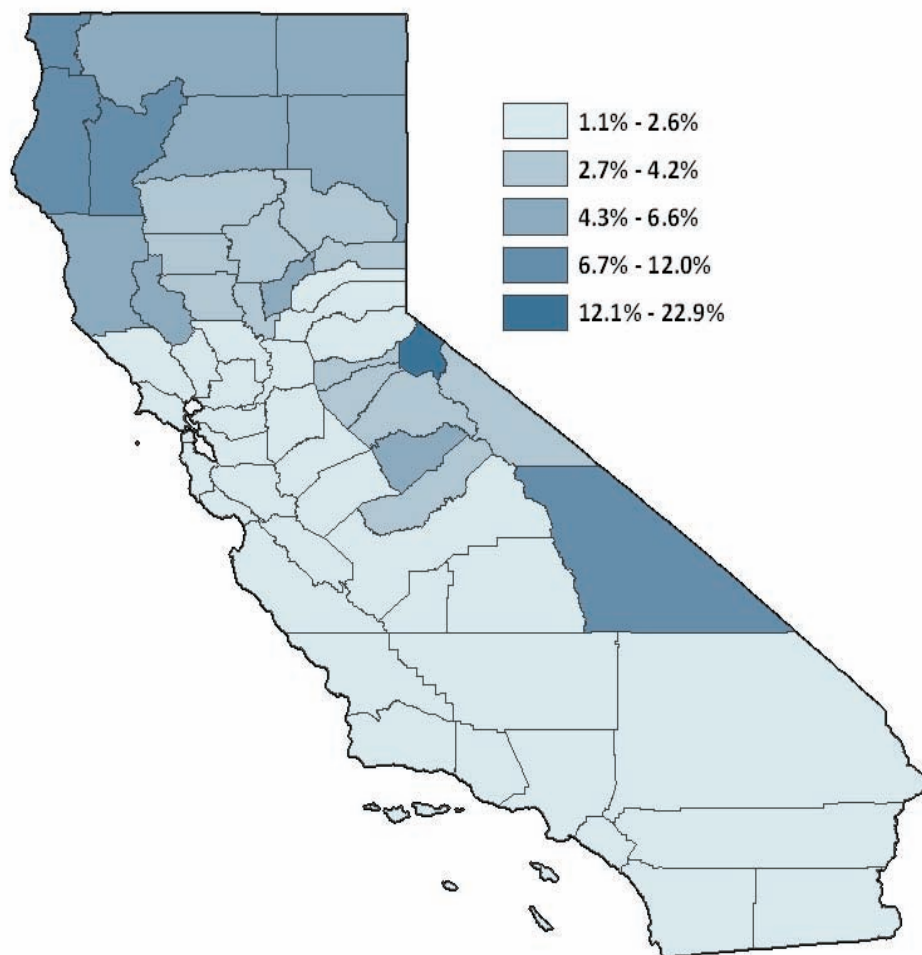 1.1% - 2.6%
2.7% - 4.2%
4.3% - 6.6%
6.7% - 12.0%
12.1% - 22.9%